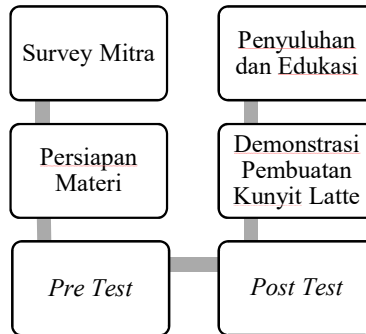 Survey Mitra
Persiapan
Materi
Pre Test
Post Test
Demonstrasi
Pembuatan
Kunyit Latte
Penyuluhan
dan Edukasi